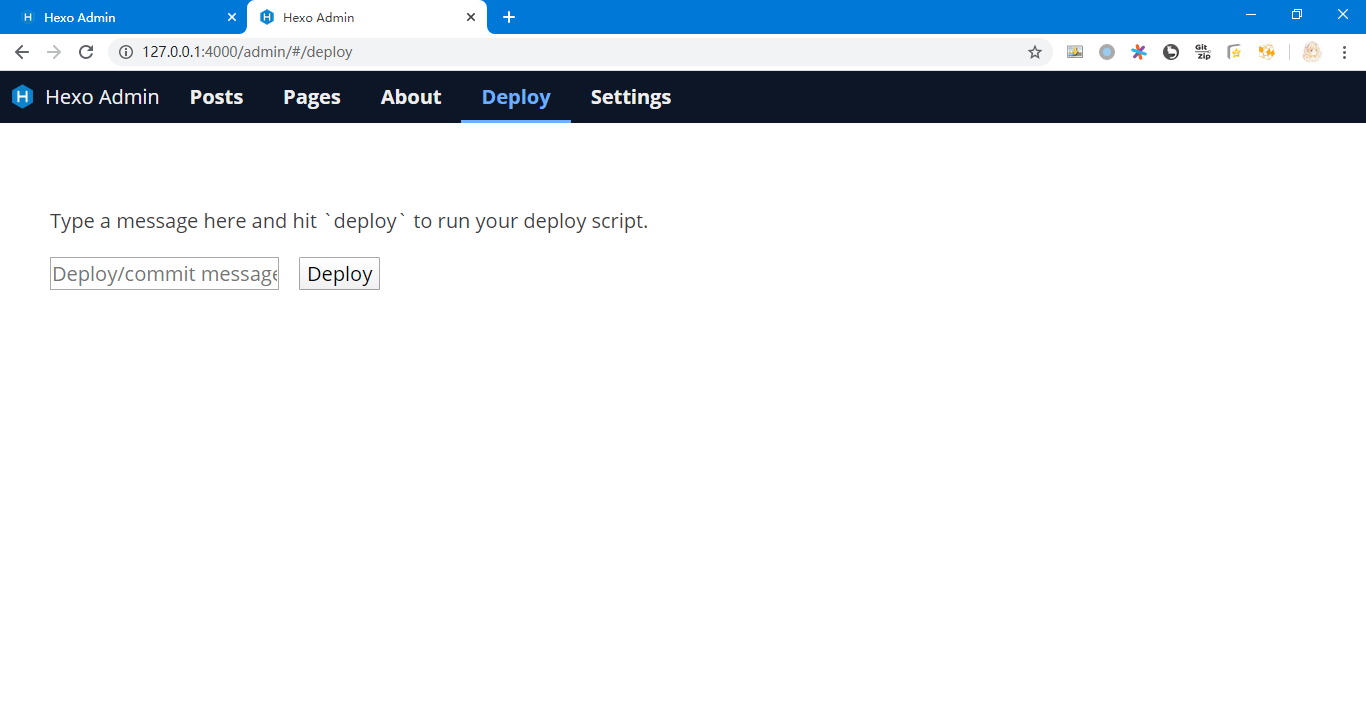 Hexo Admin
Hexo Admin
127.0.0.1:4000/admin/#/deploy
Git Zip
Hexo Admin Posts Pages About Deploy Settings
Type a message here and hit `deploy` to run your deploy script.
Deploy/commit message Deploy